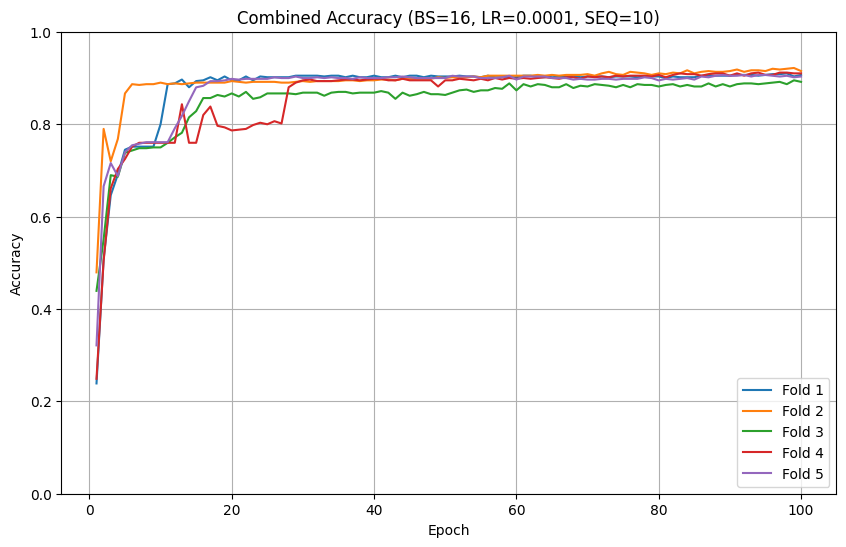 Combined Accuracy (BS=16, LR=0.0001, SEQ=10)
1.0
0.8
0.6
0.4
0.2
0.0
Accuracy
0 20 40 60 80 100
Epoch
Fold 1
Fold 2
Fold 3
Fold 4
Fold 5